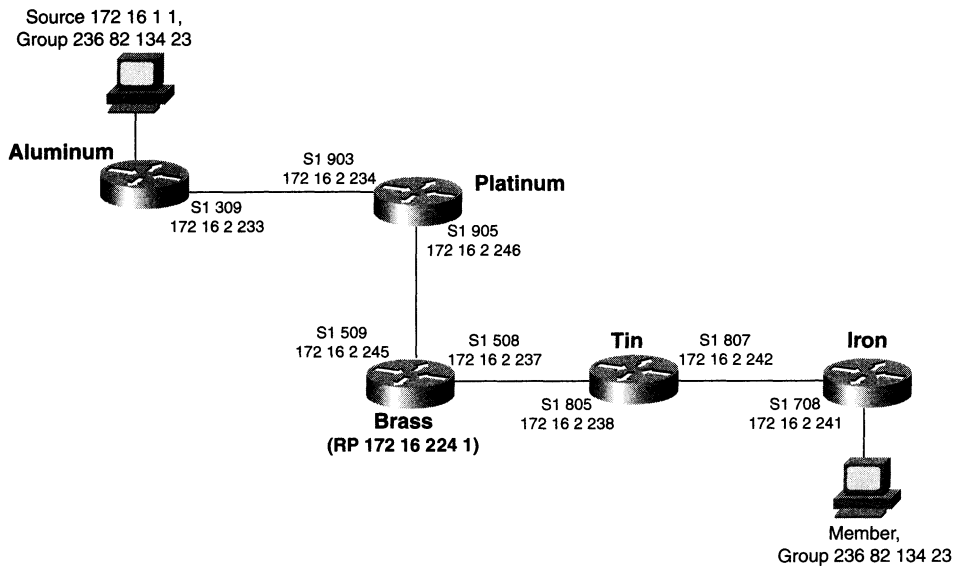 Source 172 16 1 1,
Group 236 82 134 23
Aluminum
S1 903
172 16 2 234
Platinum
S1 309
172 16 2 233
S1 905
172 16 2 246
S1 509
172 16 2 245
S1 508
172 16 2 237
Tin
S1 807
172 16 2 242
Iron
Brass
(RP 172 16 224 1)
S1 805
172 16 2 238
S1 708
172 16 2 241
Member,
Group 236 82 134 23